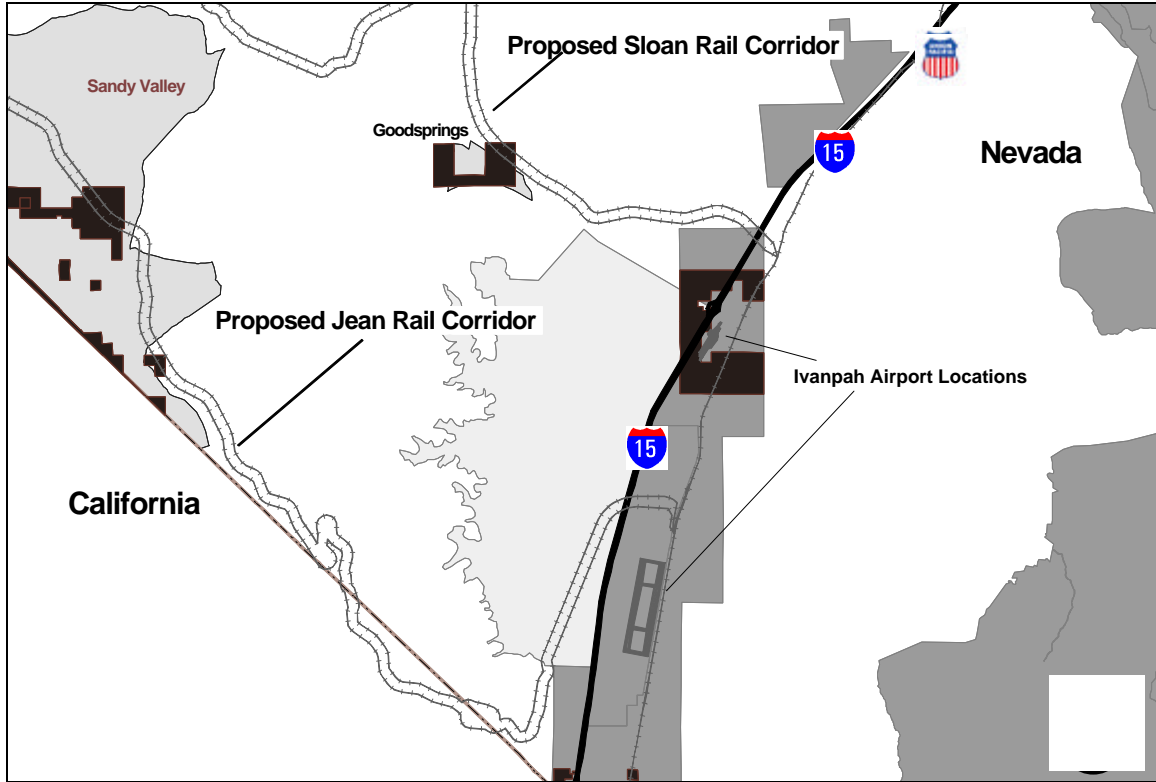 Proposed Sloan Rail Corridor
Sandy Valley
Goodsprings
15
Nevada
Proposed Jean Rail Corridor
Ivanpah Airport Locations
15
California